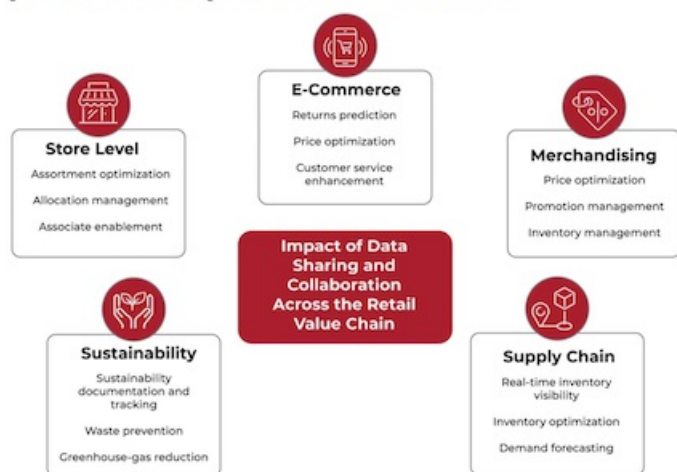 E-Commerce
Returns prediction
Price optimization
Customer service
enhancement
Store Level
Assortment optimization
Allocation management
Associate enablement
Merchandising
Price optimization
Promotion management
Inventory management
Impact of Data
Sharing and
Collaboration
Across the Retail
Value Chain
Sustainability
Sustainability
documentation and
tracking
Waste prevention
Greenhouse-gas reduction
Supply Chain
Real-time inventory
visibility
Inventory optimization
Demand forecasting